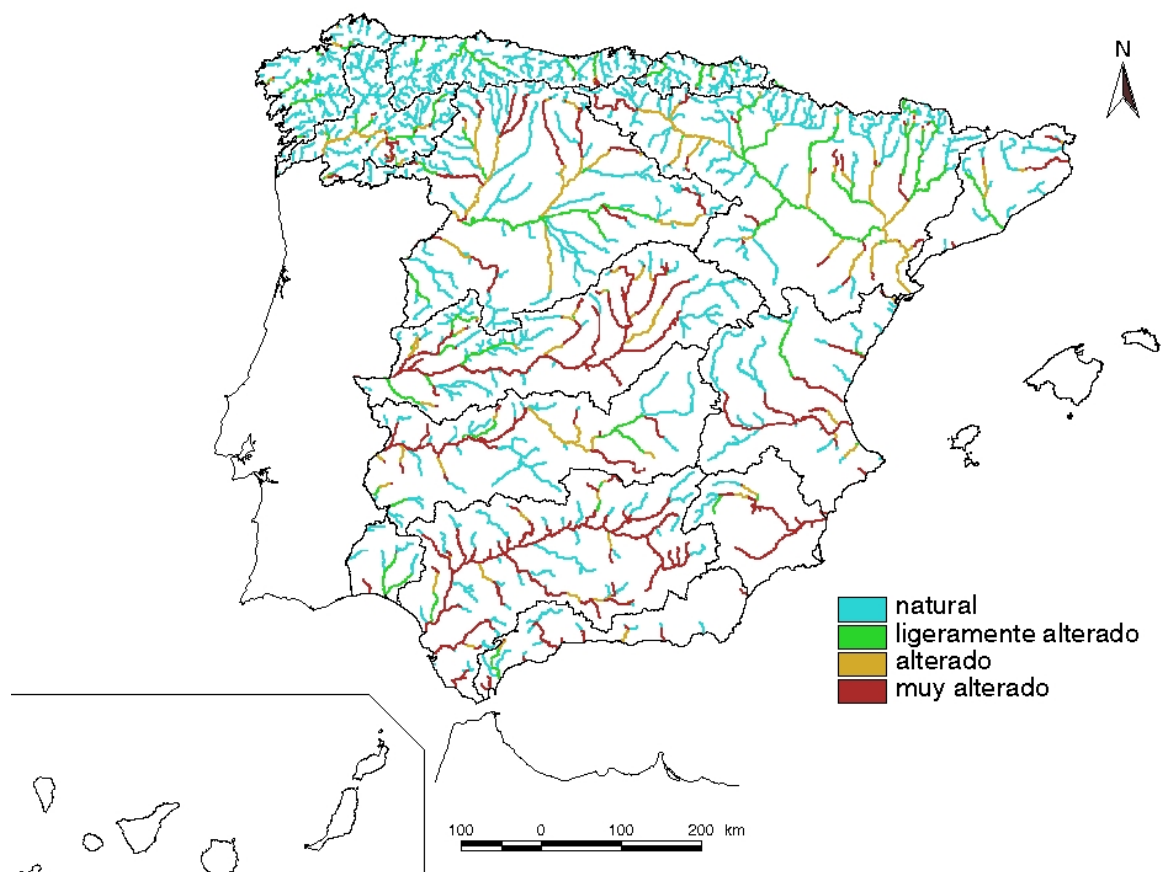 N
natural
ligeramente alterado
alterado
muy alterado
100 0 100 200 km